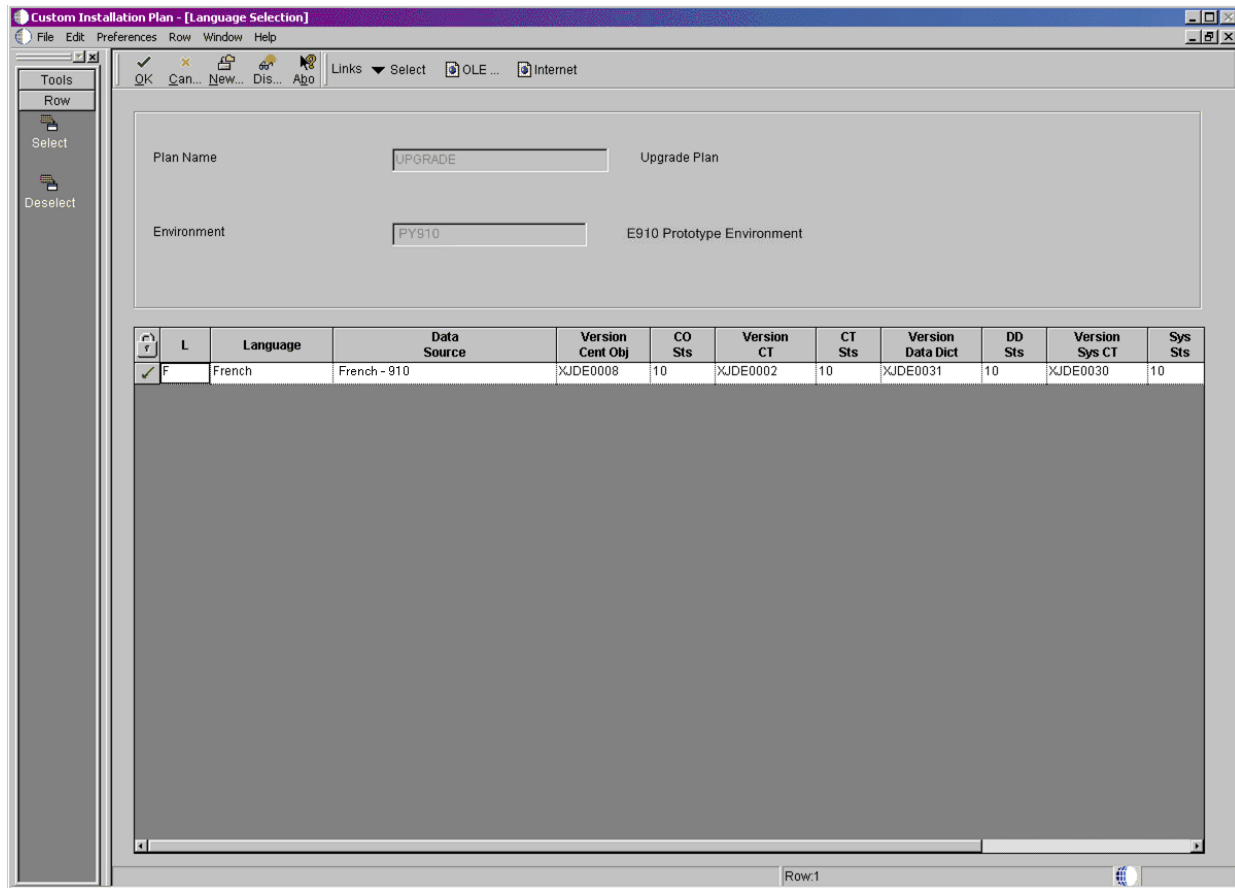 Custom Installation Plan - [Language Selection]
File Edit Preferences Row Window Help
OK Can... New... Dis... Abo Links Select OLE ... Internet
Tools
Row
Select
Deselect
Plan Name UPGRADE Upgrade Plan
Environment PY910 E910 Prototype Environment
L Language Data Source Version Cent Obj CO Sts Version CT CT Sts Version Data Dict DD Sts Version Sys CT Sys Sts
F French French - 910 XJDE0008 10 XJDE0002 10 XJDE0031 10 XJDE0030 10
Row:1